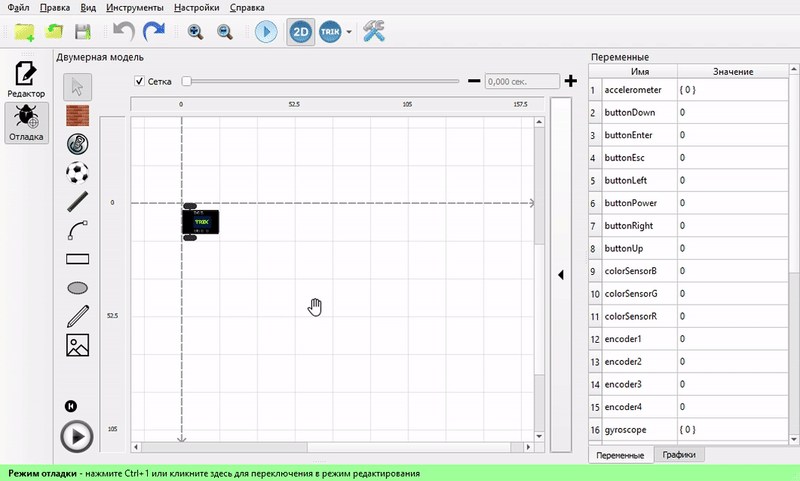 Файл Правка Вид Инструменты Настройки Справка
2D TRIK
Редактор
Отладка
Двумерная модель
Сетка 0,000 сек.
0 52.5 105 157.5
0
52.5
105
TRIK
Переменные
Имя Значение
1 accelerometer { 0 }
2 buttonDown 0
3 buttonEnter 0
4 buttonEsc 0
5 buttonLeft 0
6 buttonPower 0
7 buttonRight 0
8 buttonUp 0
9 colorSensorB 0
10 colorSensorG 0
11 colorSensorR 0
12 encoder1 0
13 encoder2 0
14 encoder3 0
15 encoder4 0
16 gyroscope { 0 }
Переменные Графики
Режим отладки - нажмите Ctrl+1 или кликните здесь для переключения в режим редактирования